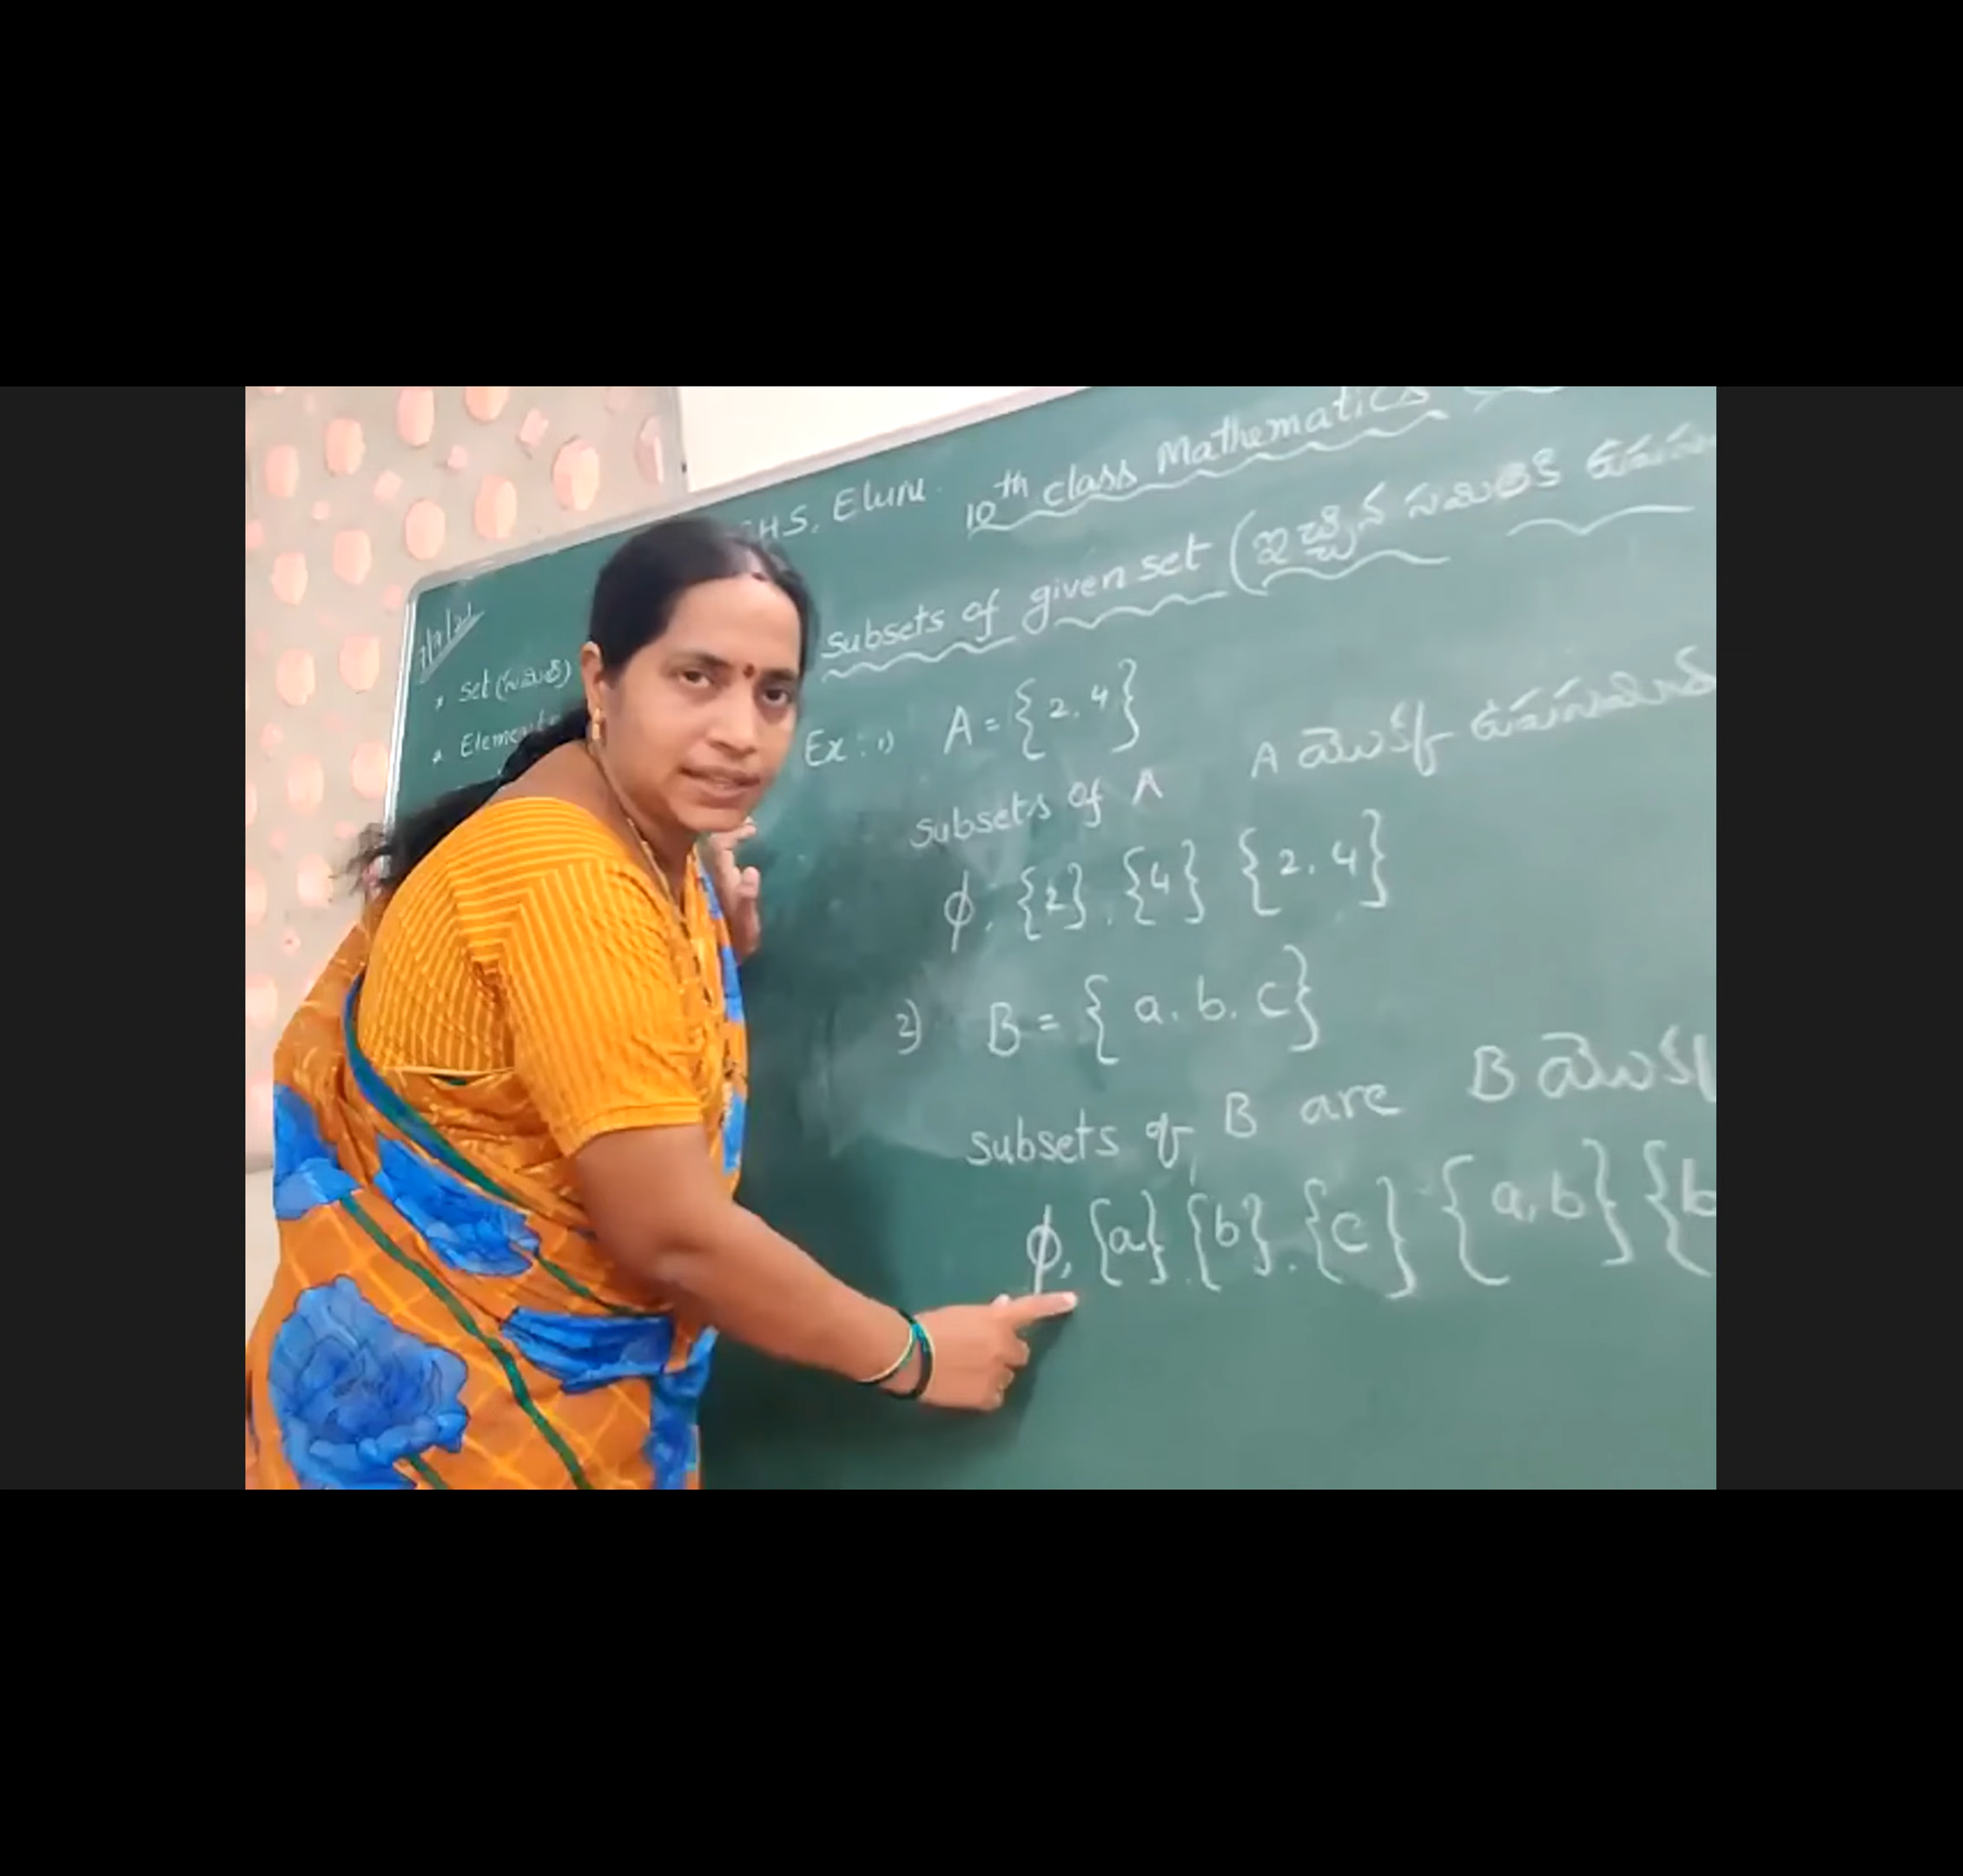 HS, Eluru. 10th class Mathematics
subsets of given set (ఇచ్చిన సమితికి
* Set (సమితి)
* Elements
Ex: 1) A = {2, 4}
subsets of A A యొక్క
ϕ, {2}, {4} {2, 4}
2) B = {a, b, c}
subsets of B are B యొక్క
ϕ, {a}, {b}, {c} {a, b} {b